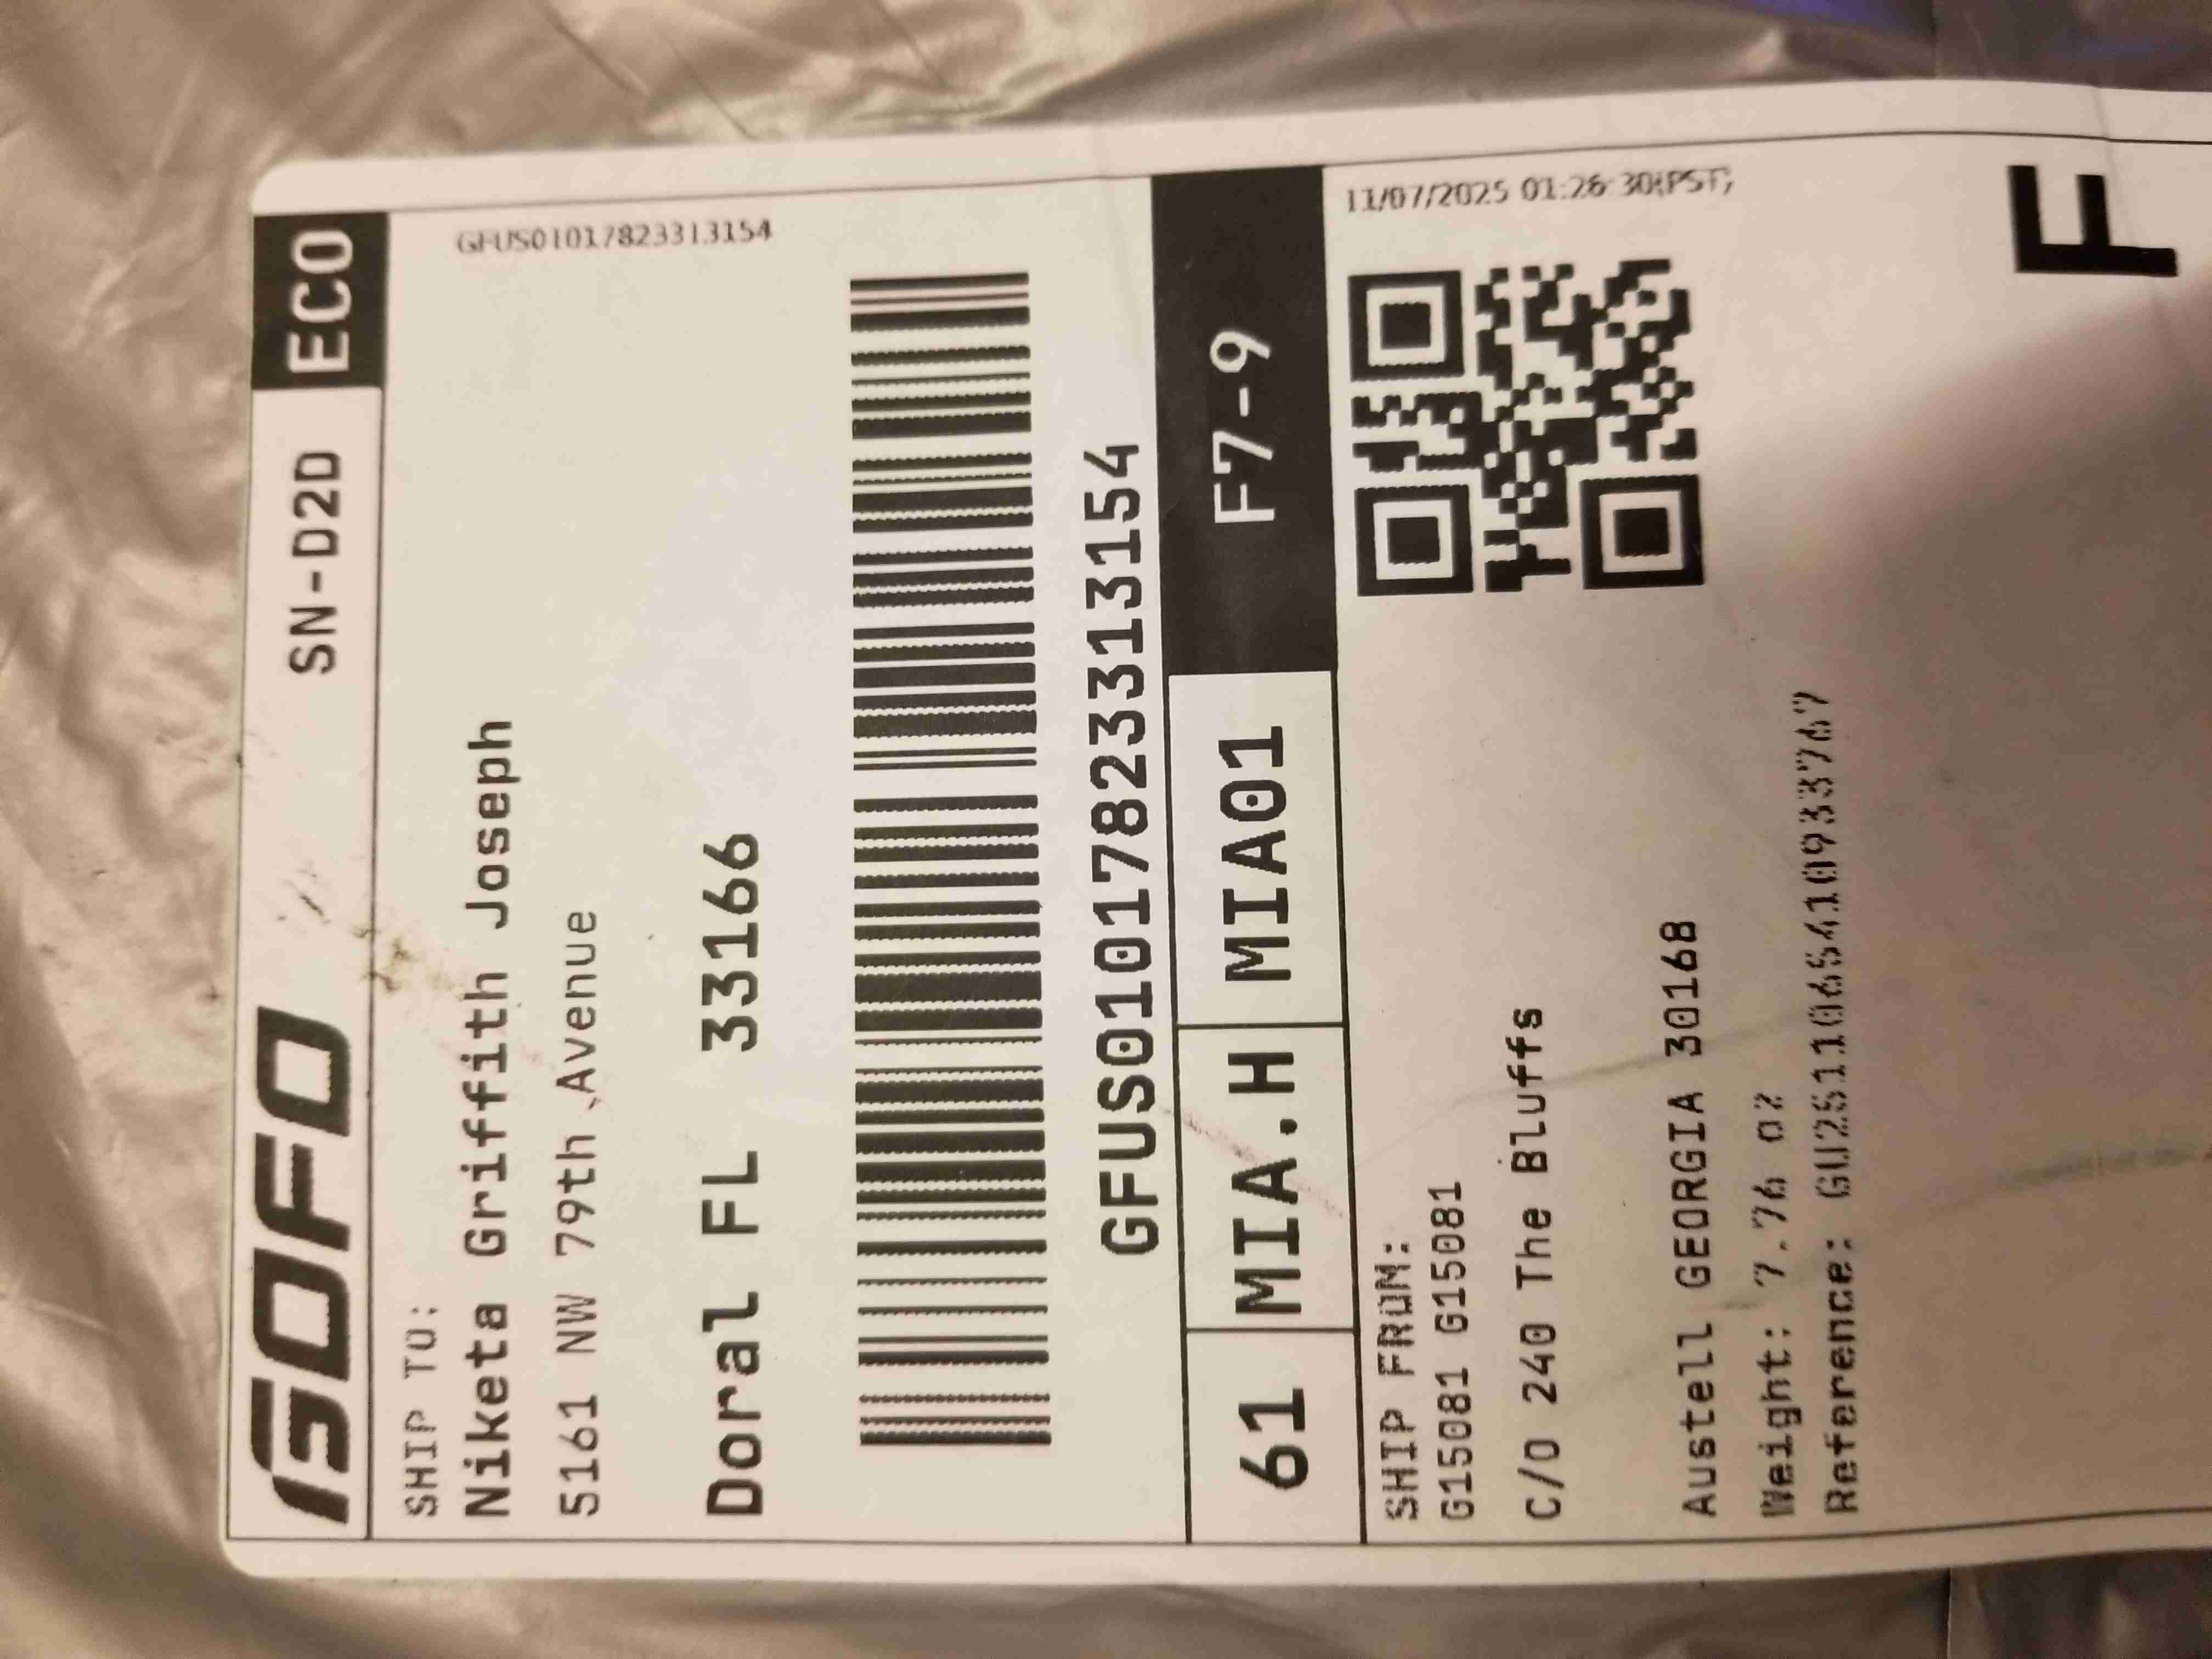 GOFO SN-D2D ECO
SHIP TO:
GFUS01017823313154
Niketa Griffith Joseph
5161 NW 79th Avenue
Doral FL 33166
GFUS01017823313154
61 MIA.H MIA01 F7-9
SHIP FROM:
11/07/2025 01:26:30(PST)
G15081 G15081
C/O 240 The Bluffs
Austell GEORGIA 30168
Weight: 7.76 oz
Reference: GU251106541093376?
F